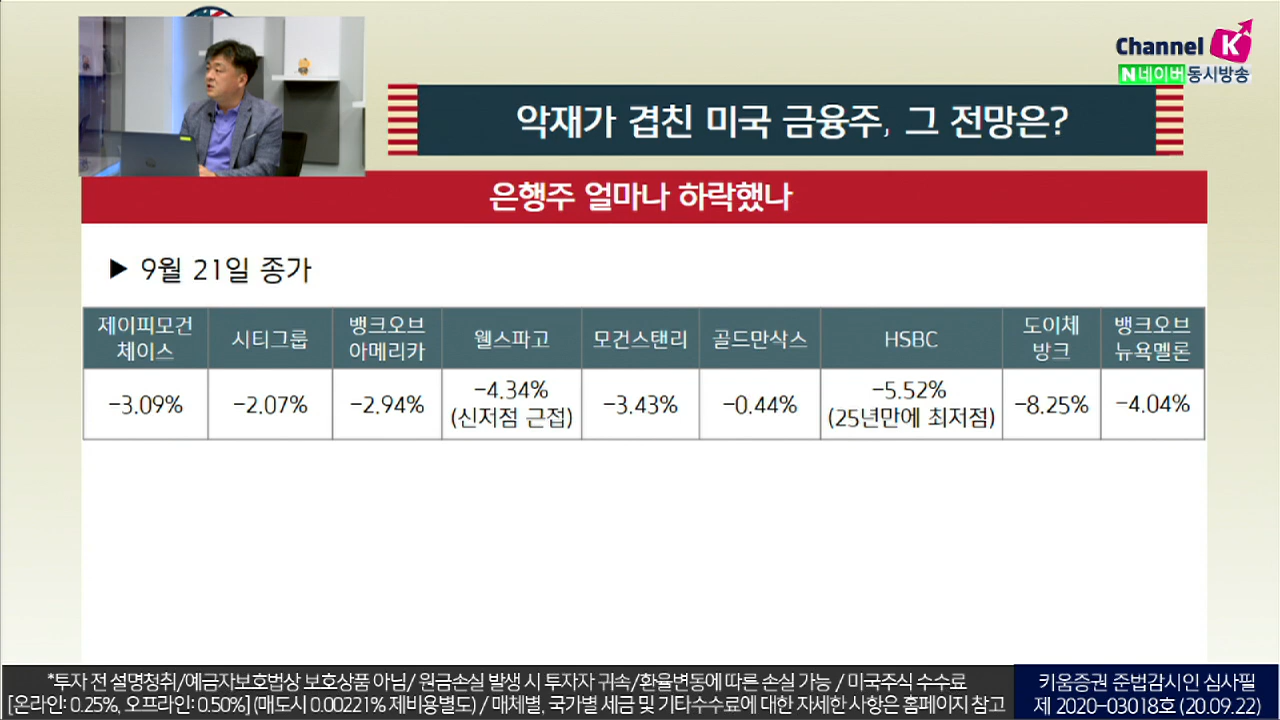 Channel K
N 네이버 동시방송
악재가 겹친 미국 금융주, 그 전망은?
은행주 얼마나 하락했나
▶ 9월 21일 종가
제이피모건 체이스 시티그룹 뱅크오브 아메리카 웰스파고 모건스탠리 골드만삭스 HSBC 도이체 방크 뱅크오브 뉴욕멜론
-3.09% -2.07% -2.94% -4.34% (신저점 근접) -3.43% -0.44% -5.52% (25년만에 최저점) -8.25% -4.04%
*투자 전 설명청취/예금자보호법상 보호상품 아님/ 원금손실 발생 시 투자자 귀속/환율변동에 따른 손실 가능 / 미국주식 수수료
[온라인: 0.25%, 오프라인: 0.50%] (매도시 0.00221% 제비용별도) / 매체별, 국가별 세금 및 기타수수료에 대한 자세한 사항은 홈페이지 참고
키움증권 준법감시인 심사필
제 2020-03018호 (20.09.22)